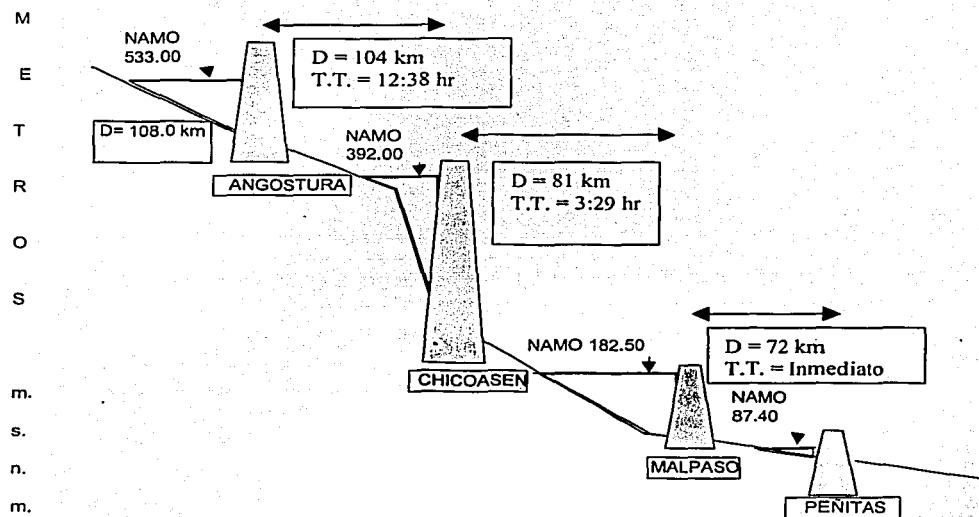 M
E
T
R
O
S
m.
s.
n.
m.
NAMO
533.00
D = 104 km
T.T. = 12:38 hr
D= 108.0 km
ANGOSTURA
NAMO
392.00
D = 81 km
T.T. = 3:29 hr
CHICOASEN
NAMO 182.50
D = 72 km
T.T. = Inmediato
MALPASO
NAMO
87.40
PEÑITAS